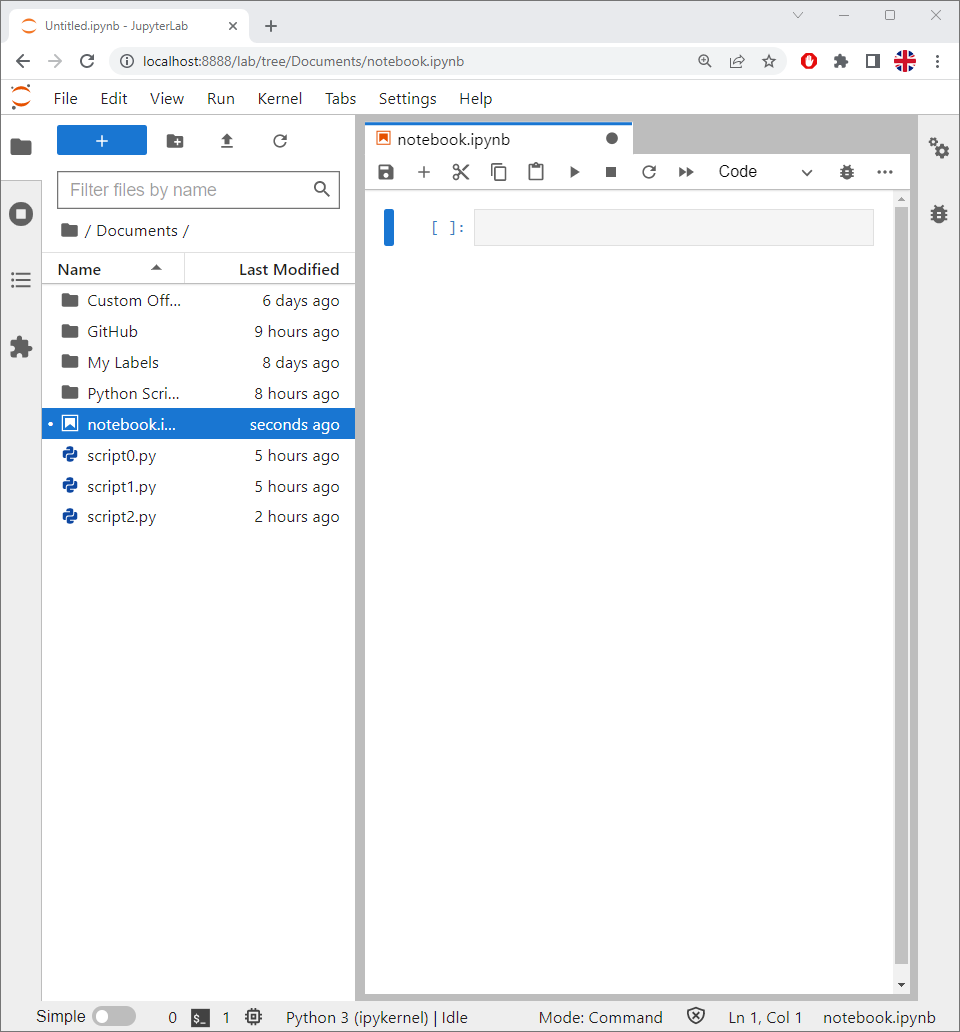 Untitled.ipynb - JupyterLab
localhost:8888/lab/tree/Documents/notebook.ipynb
File Edit View Run Kernel Tabs Settings Help
Filter files by name
/ Documents /
Name Last Modified
Custom Off... 6 days ago
GitHub 9 hours ago
My Labels 8 days ago
Python Scri... 8 hours ago
notebook.i... seconds ago
script0.py 5 hours ago
script1.py 5 hours ago
script2.py 2 hours ago
notebook.ipynb
Code
[ ]:
Simple 0 $_ 1 Python 3 (ipykernel) | Idle Mode: Command Ln 1, Col 1 notebook.ipynb